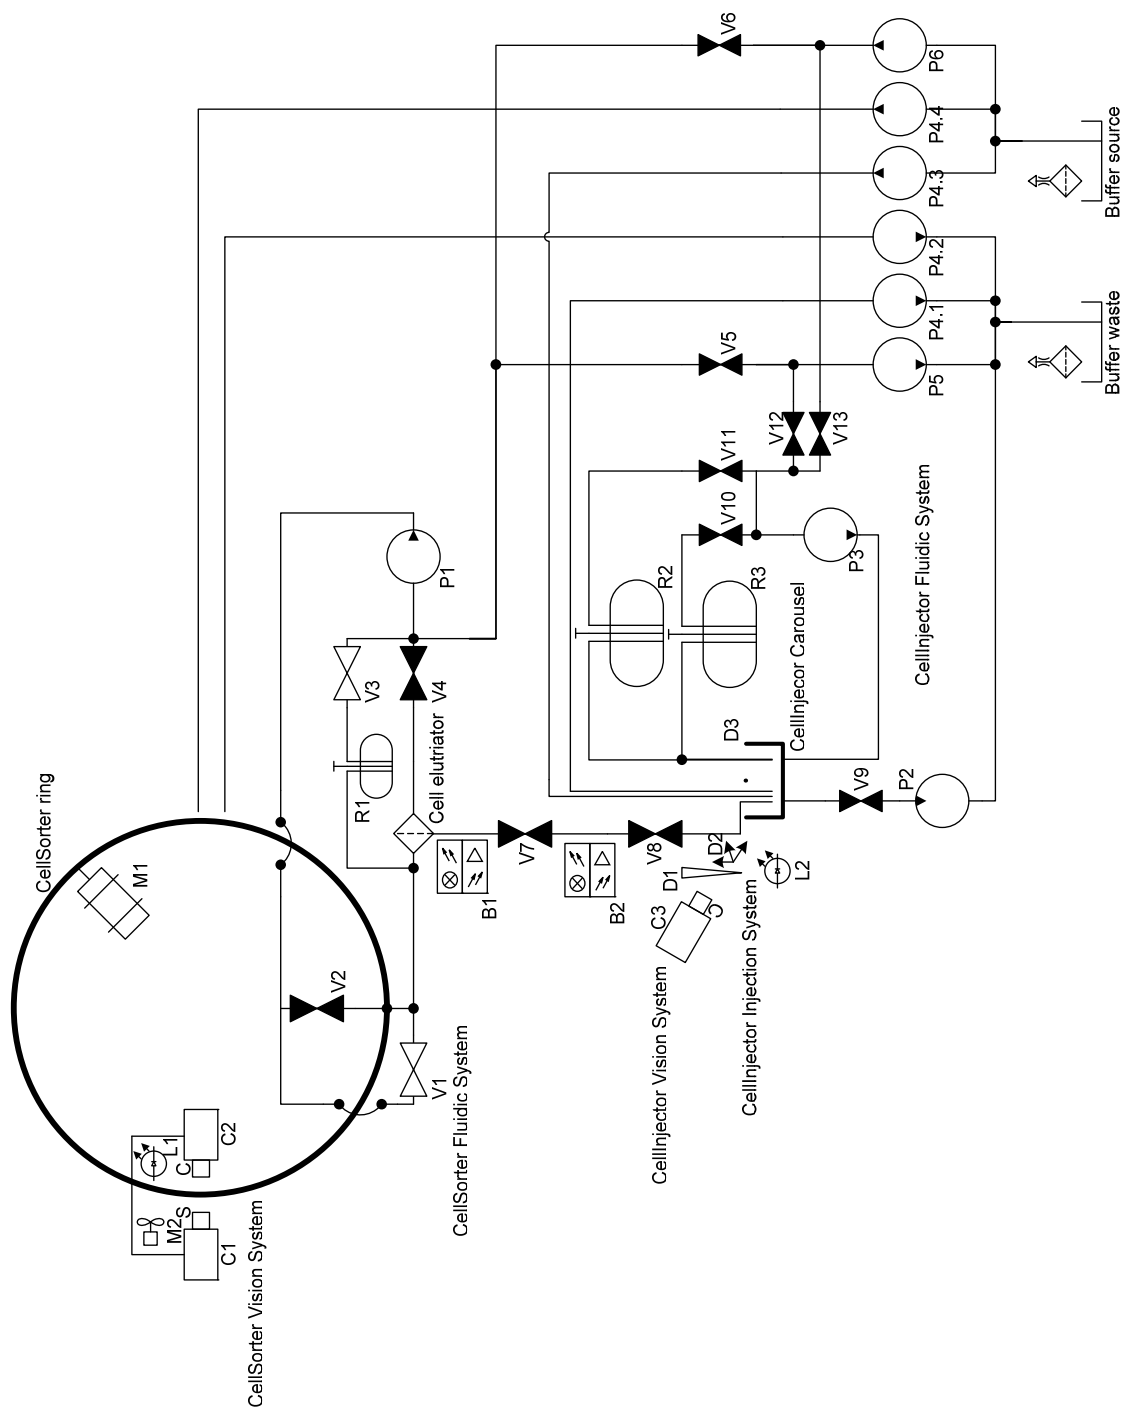 CellSorter ring
M1
L1
C
C2
M2
S
C1
CellSorter Vision System
V2
V1
CellSorter Fluidic System
V3
R1
V4
Cell elutriator
P1
B1
V7
B2
V8
D2
D1
C3
C
L2
CellInjector Vision System
CellInjector Injection System
D3
CellInjecor Carousel
V9
P2
R2
R3
V10
V11
P3
CellInjector Fluidic System
V12
V13
V5
V6
P5
P4.1
P4.2
P4.3
P4.4
P6
Buffer waste
Buffer source